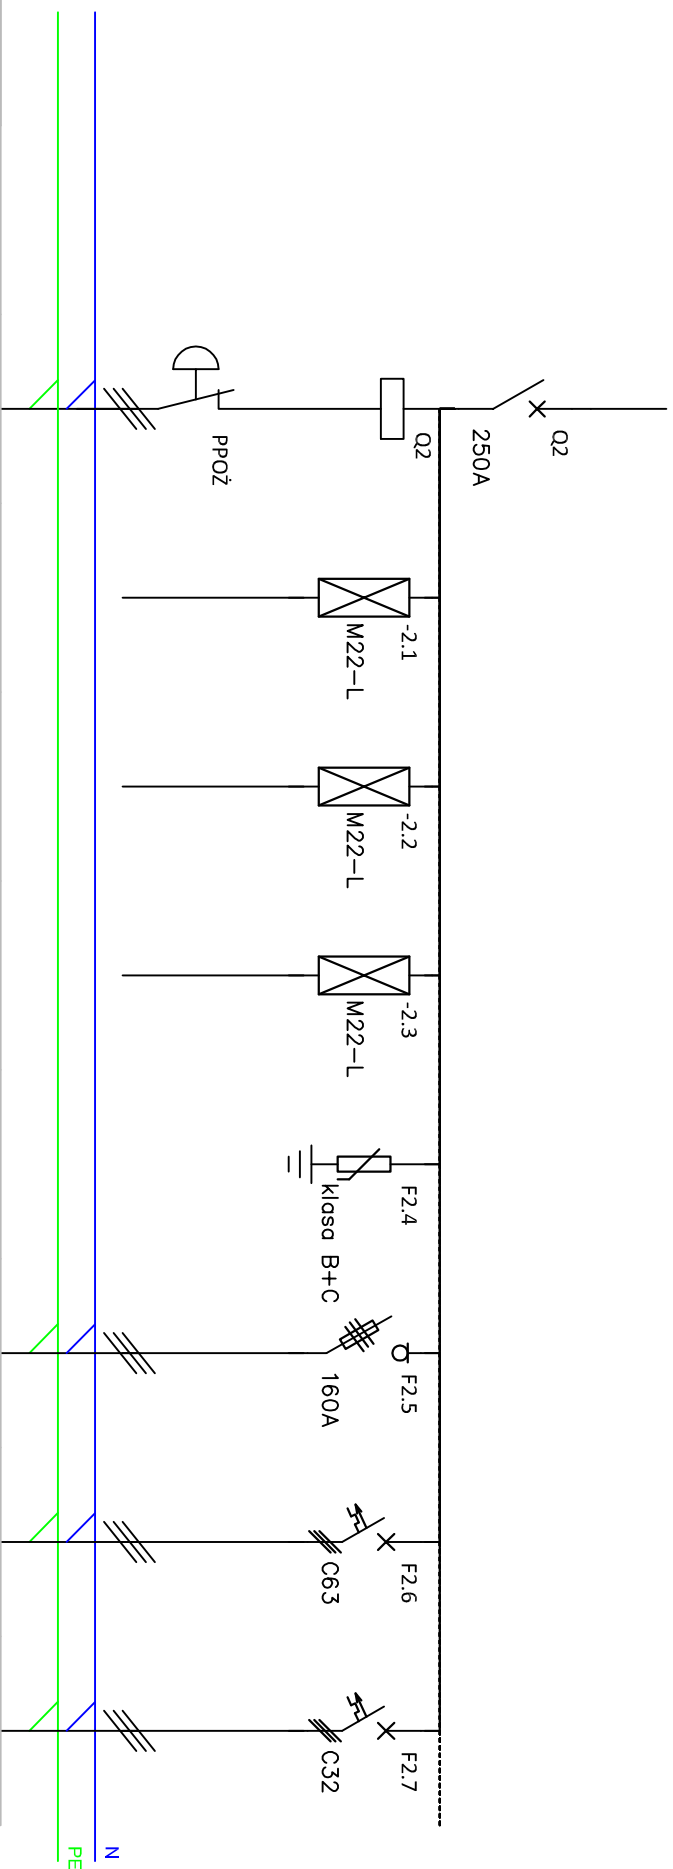 Q2
250A
Q2
PPOŻ
-2.1
M22-L
-2.2
M22-L
-2.3
M22-L
F2.4
klasa B+C
F2.5
160A
F2.6
C63
F2.7
C32
N
PE